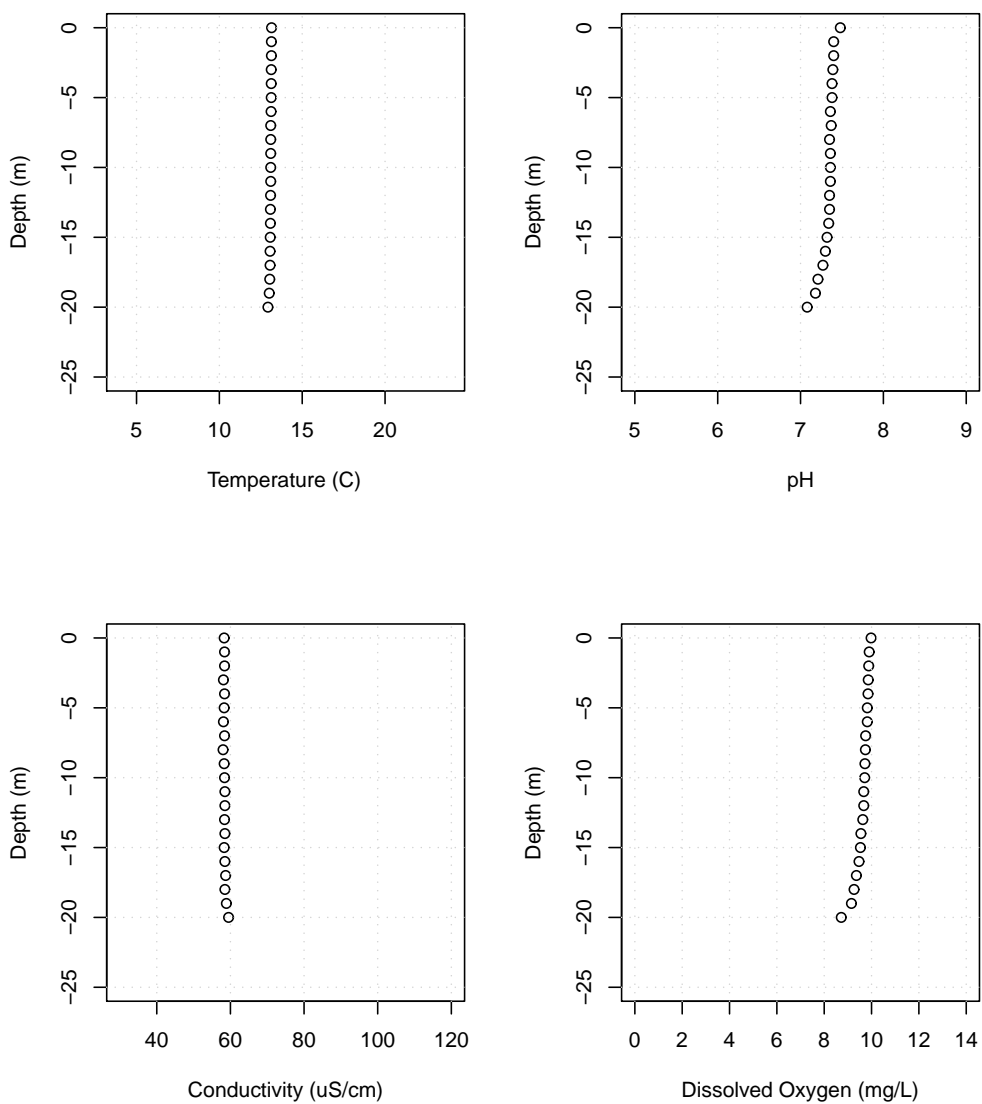 0
−5
−10
−15
−20
−25
Depth (m)
5 10 15 20
Temperature (C)
0
−5
−10
−15
−20
−25
Depth (m)
5 6 7 8 9
pH
0
−5
−10
−15
−20
−25
Depth (m)
40 60 80 100 120
Conductivity (uS/cm)
0
−5
−10
−15
−20
−25
Depth (m)
0 2 4 6 8 10 12 14
Dissolved Oxygen (mg/L)